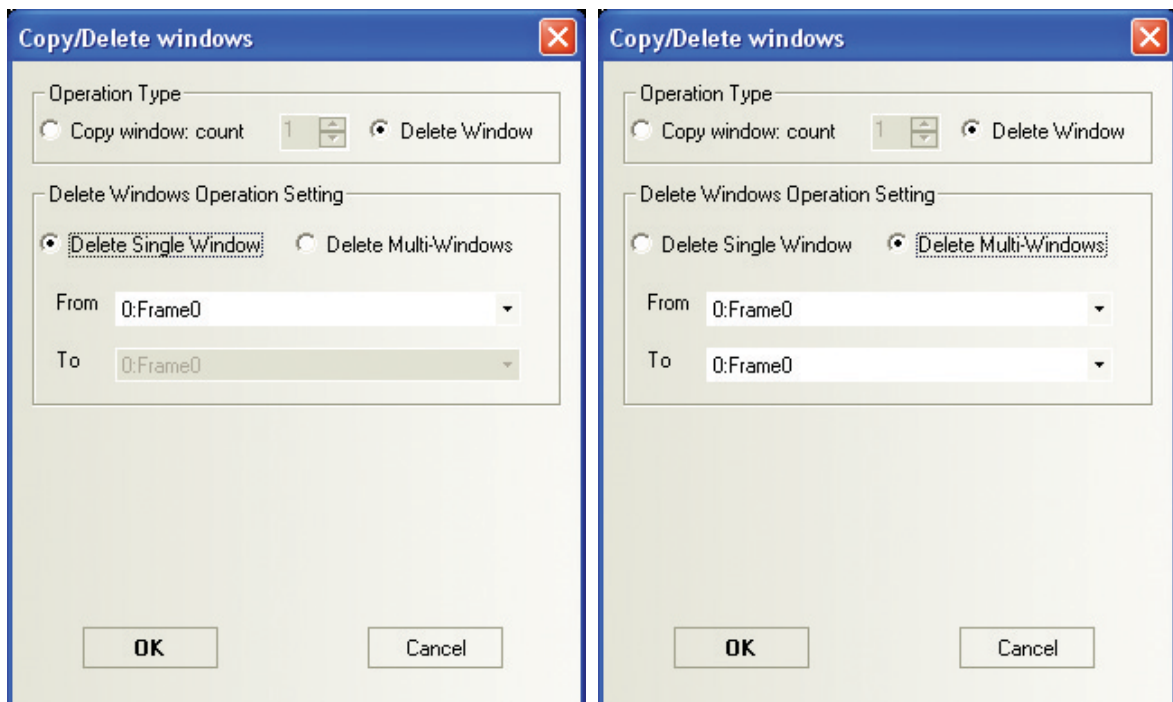 Copy/Delete windows
Operation Type
Copy window: count 1 Delete Window
Delete Windows Operation Setting
Delete Single Window Delete Multi-Windows
From 0:Frame0
To 0:Frame0
OK Cancel
Copy/Delete windows
Operation Type
Copy window: count 1 Delete Window
Delete Windows Operation Setting
Delete Single Window Delete Multi-Windows
From 0:Frame0
To 0:Frame0
OK Cancel